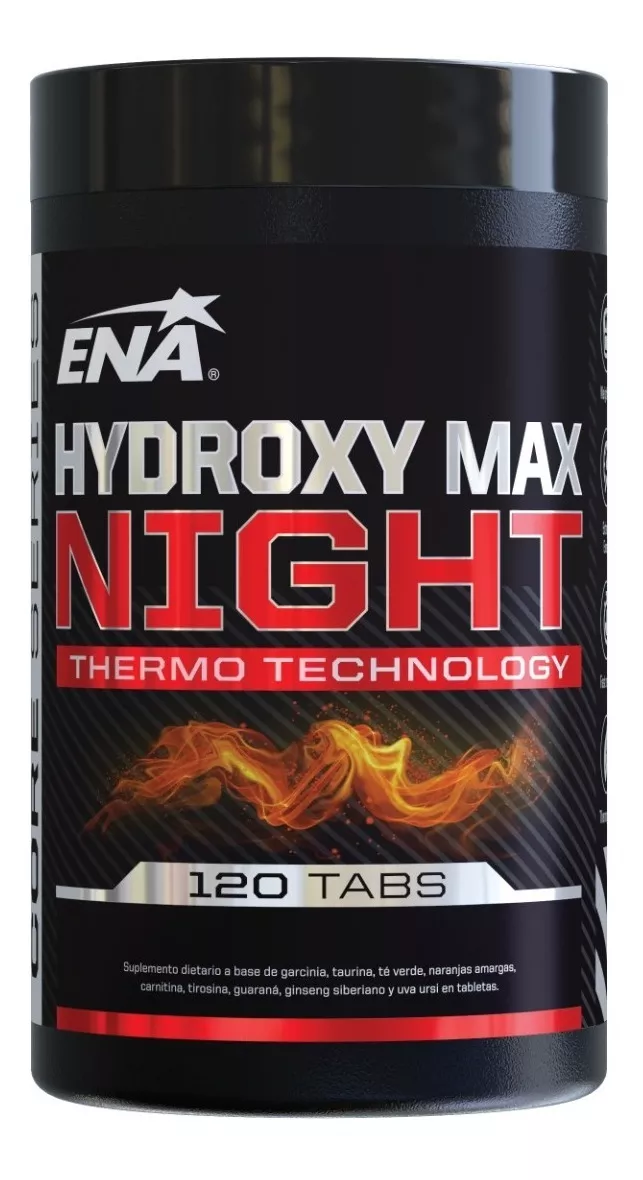 ENA®
HYDROXY MAX
NIGHT
THERMO TECHNOLOGY
120 TABS
Suplemento dietario a base de garcinia, taurina, té verde, naranjas amargas,
carnitina, tirosina, guaraná, ginseng siberiano y uva ursi en tabletas.
CORE SERIES